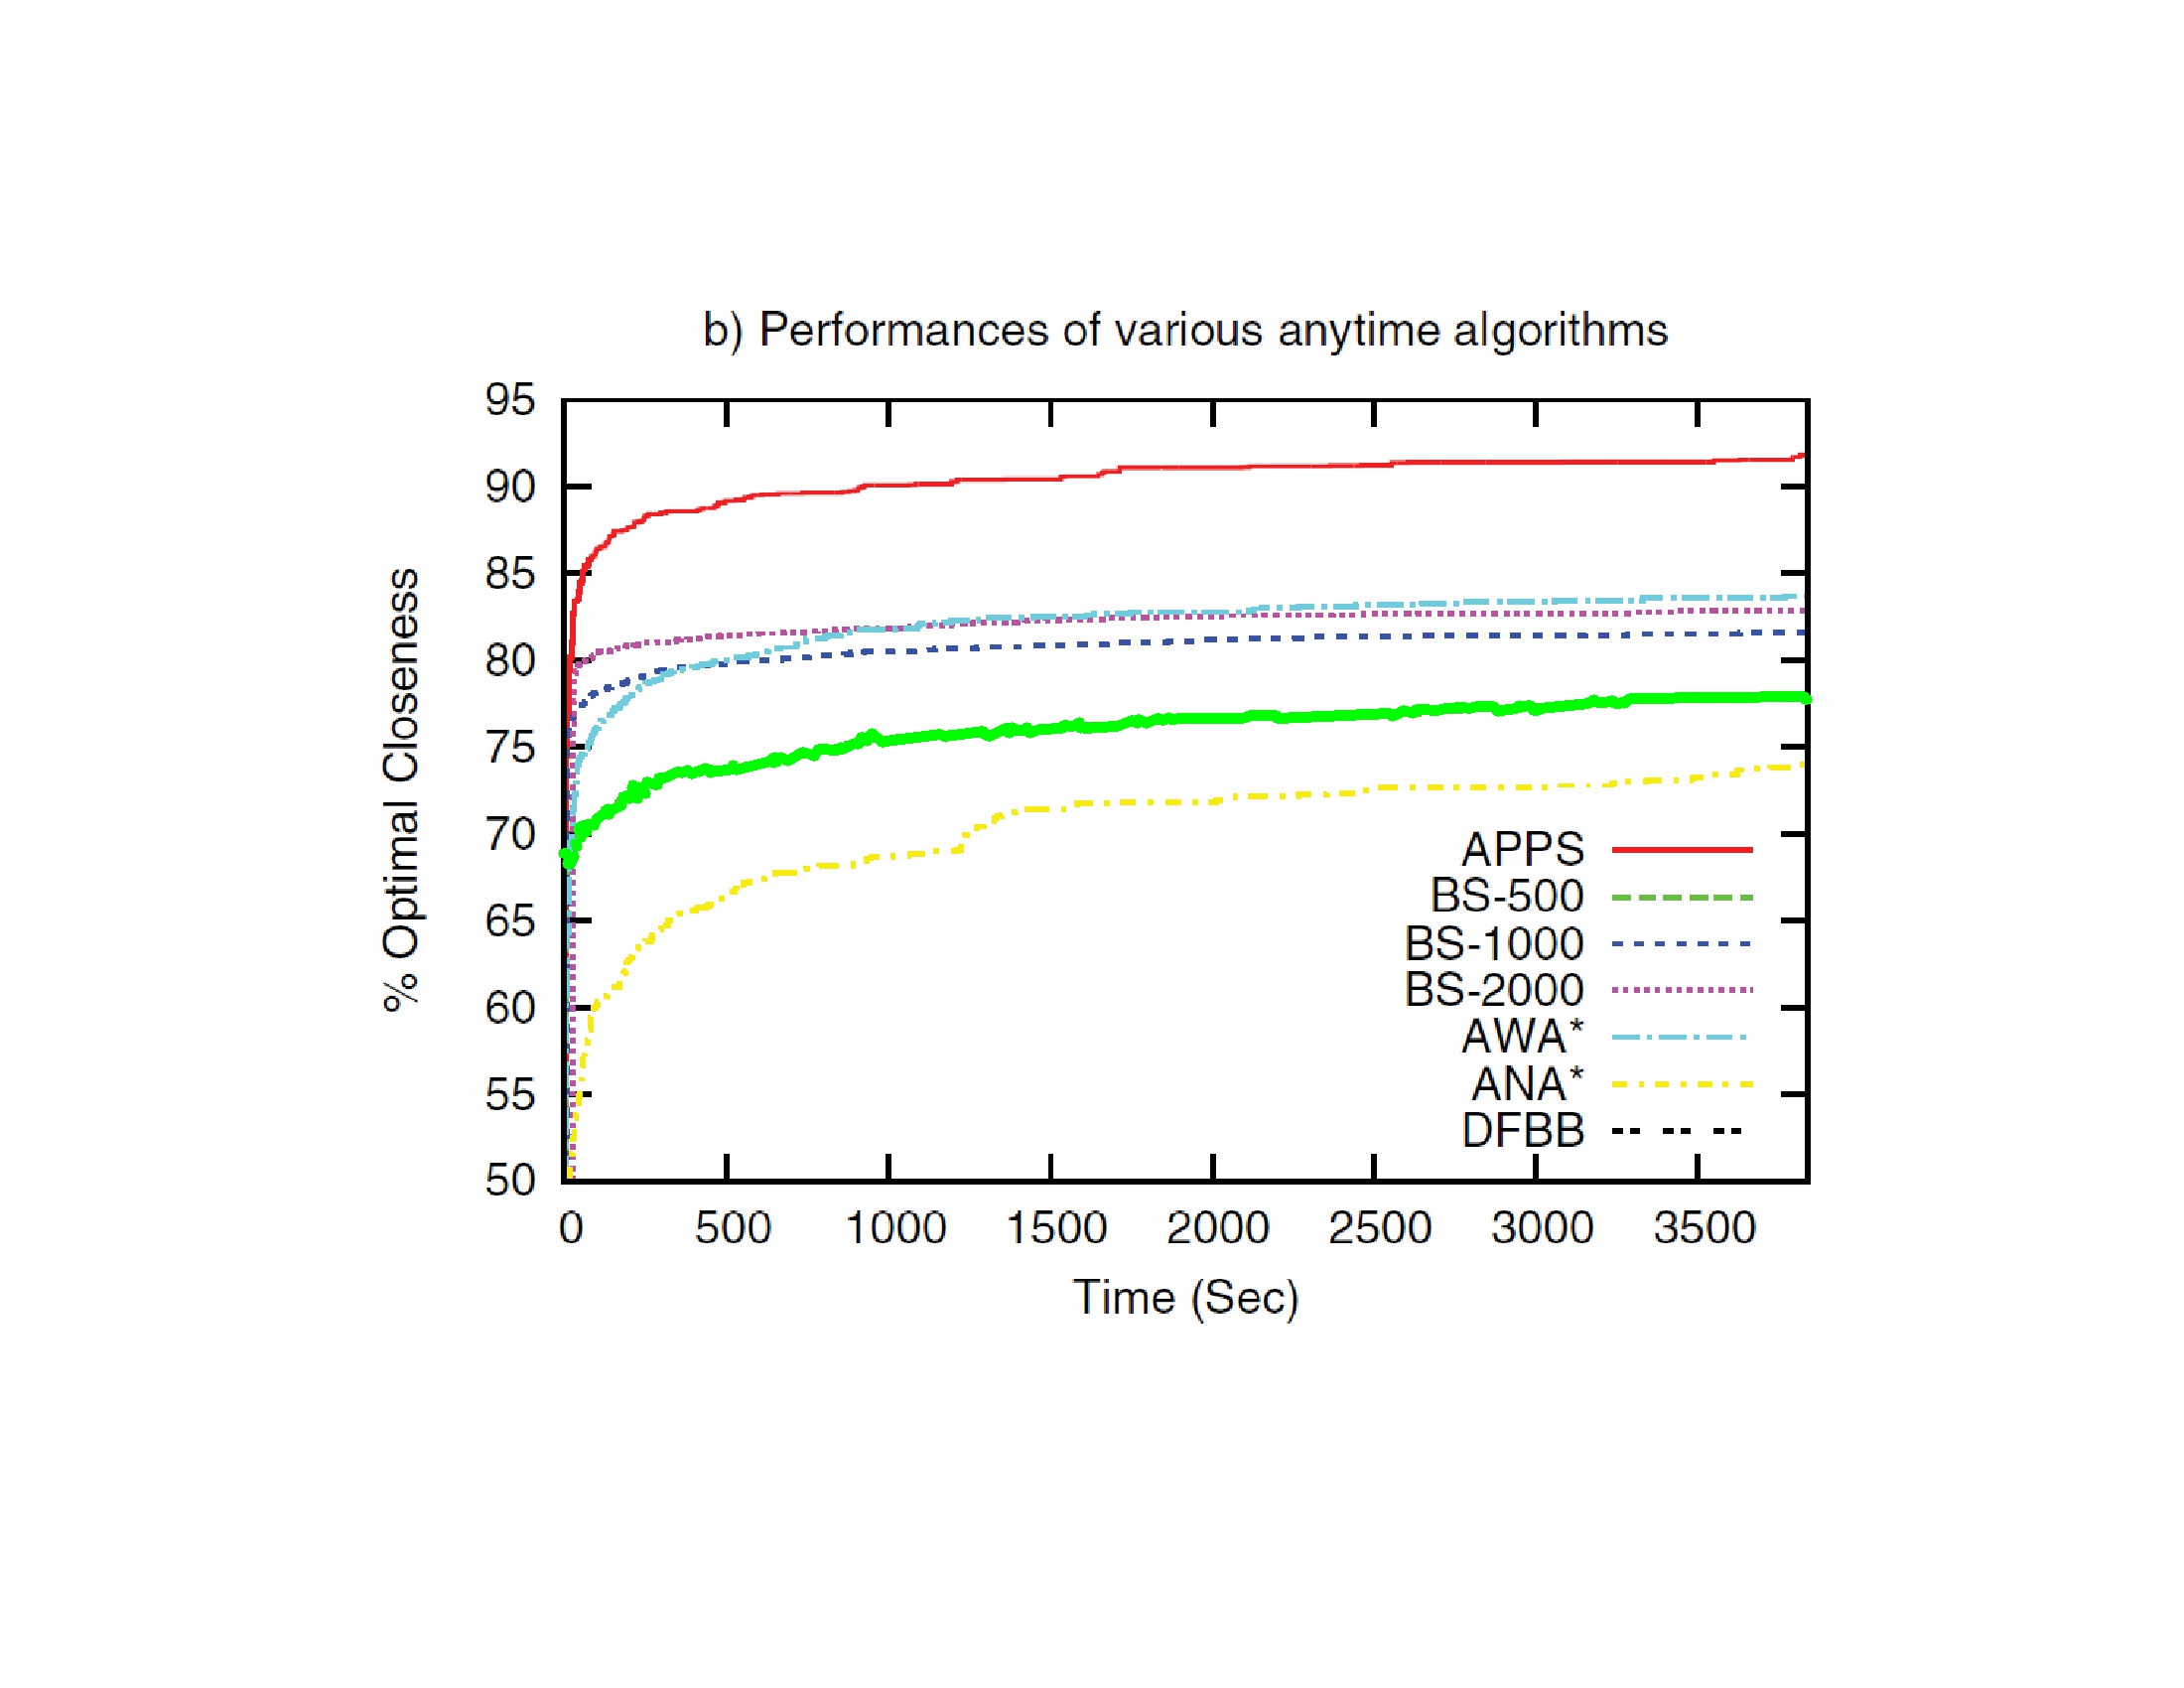 b) Performances of various anytime algorithms
95
90
85
80
75
70
65
60
55
50
% Optimal Closeness
APPS
BS-500
BS-1000
BS-2000
AWA*
ANA*
DFBB
0 500 1000 1500 2000 2500 3000 3500
Time (Sec)